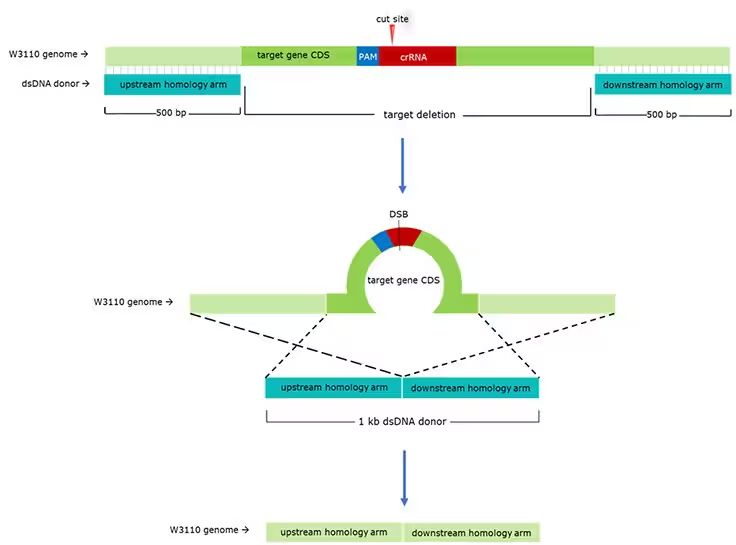 cut site
W3110 genome →
target gene CDS
PAM
crRNA
dsDNA donor →
upstream homology arm
downstream homology arm
500 bp
target deletion
500 bp
DSB
target gene CDS
W3110 genome →
upstream homology arm
downstream homology arm
1 kb dsDNA donor
W3110 genome →
upstream homology arm
downstream homology arm